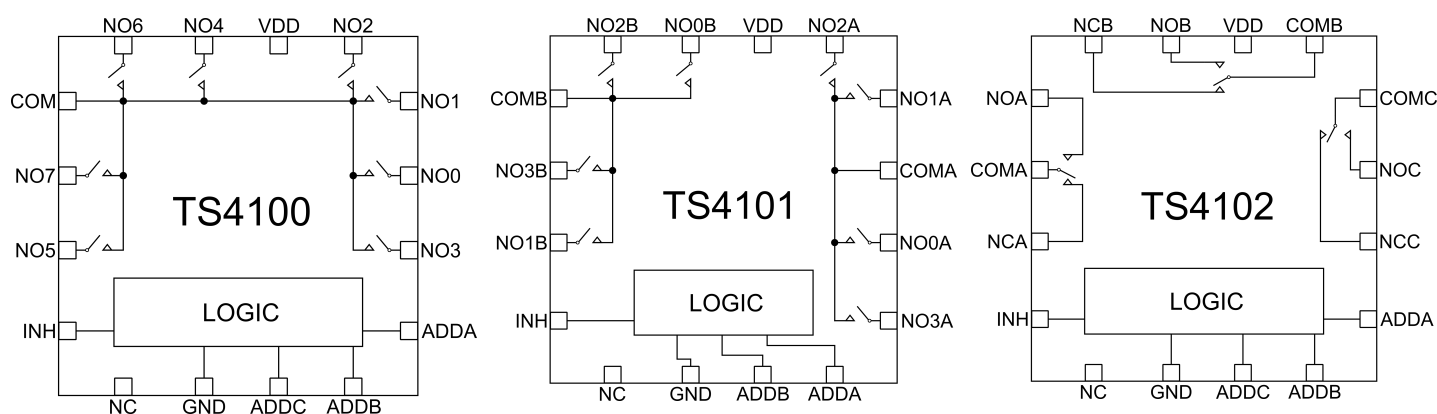 NO6 NO4 VDD NO2
COM NO1
NO7 NO0
TS4100
NO5 NO3
LOGIC
INH ADDA
NC GND ADDC ADDB
NO2B NO0B VDD NO2A
COMB NO1A
NO3B COMA
TS4101
NO1B NO0A
LOGIC
INH NO3A
NC GND ADDB ADDA
NCB NOB VDD COMB
NOA COMC
COMA NOC
TS4102
NCA NCC
LOGIC
INH ADDA
NC GND ADDC ADDB